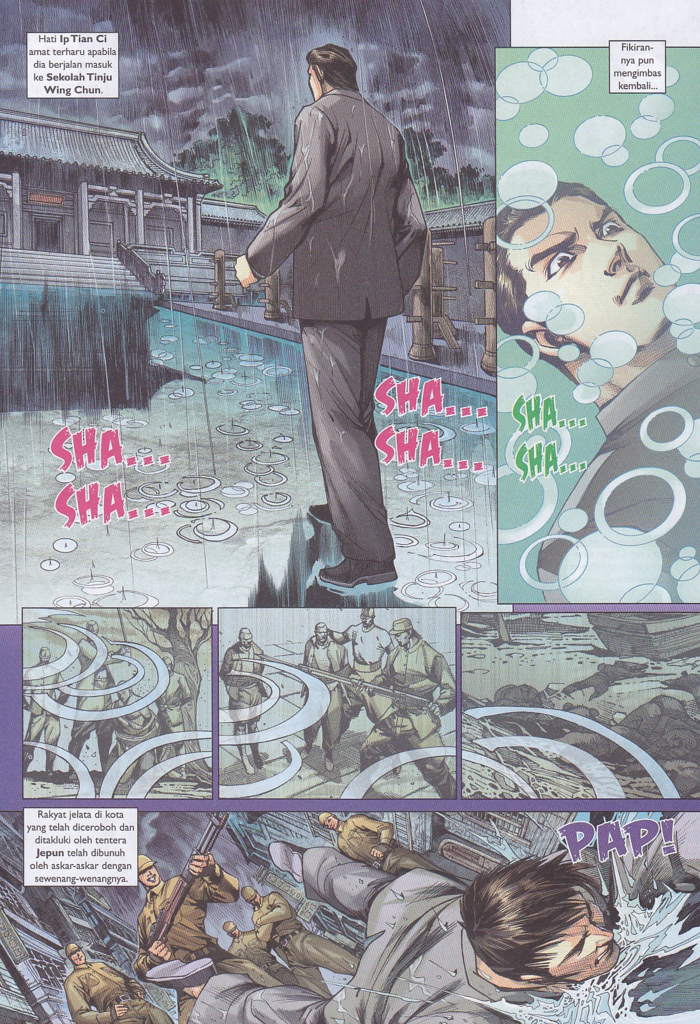 Hati Ip Tian Ci
amat terharu apabila
dia berjalan masuk
ke Sekolah Tinju
Wing Chun.
Fikiran-
nya pun
mengimbas
kembali...
SHA...
SHA...
SHA...
SHA...
SHA...
SHA...
Rakyat jelata di kota
yang telah diceroboh dan
ditakluki oleh tentera
Jepun telah dibunuh
oleh askar-askar dengan
sewenang-wenangnya.
PAP!